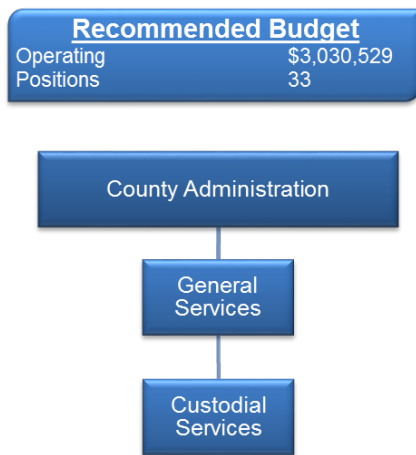 Recommended Budget
Operating $3,030,529
Positions 33
County Administration
General
Services
Custodial
Services